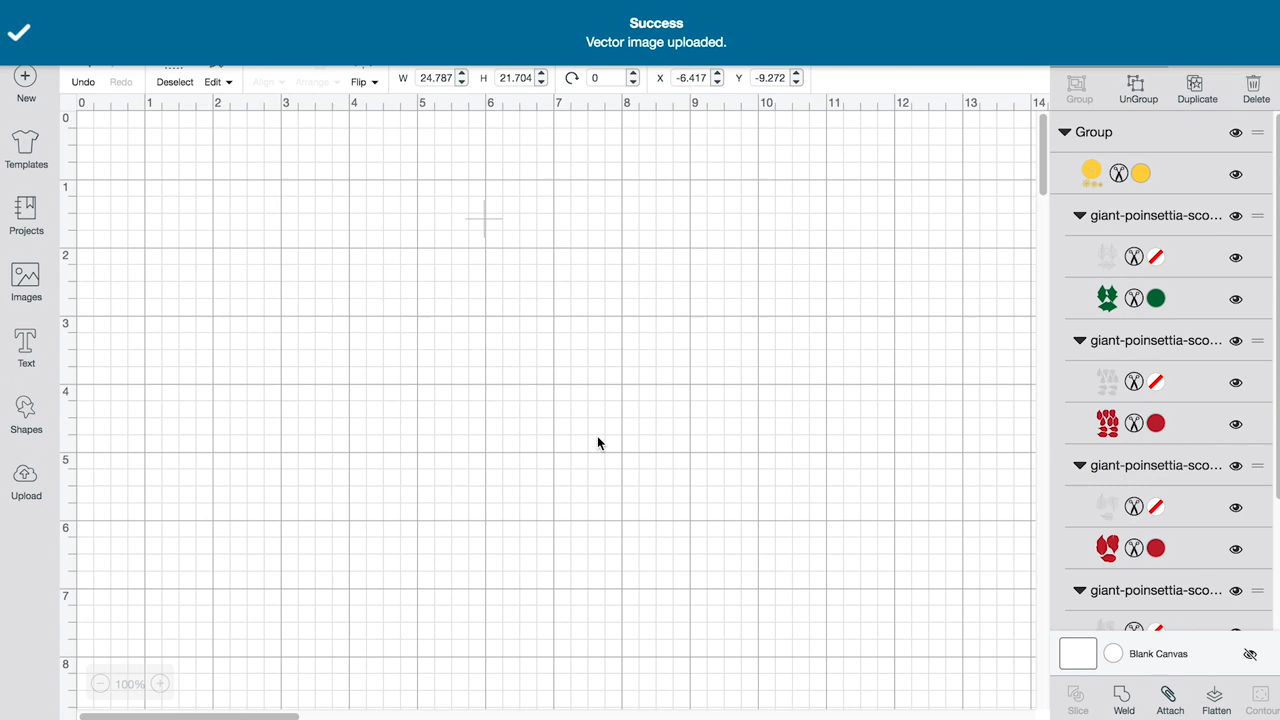 Success
Vector image uploaded.
Undo Redo Deselect Edit Align Arrange Flip W 24.787 H 21.704 0 X -6.417 Y -9.272
New
Templates
Projects
Images
Text
Shapes
Upload
0 1 2 3 4 5 6 7 8 9 10 11 12 13 14
0
1
2
3
4
5
6
7
8
100%
Group UnGroup Duplicate Delete
Group
giant-poinsettia-sco...
giant-poinsettia-sco...
giant-poinsettia-sco...
giant-poinsettia-sco...
Blank Canvas
Slice Weld Attach Flatten Contour